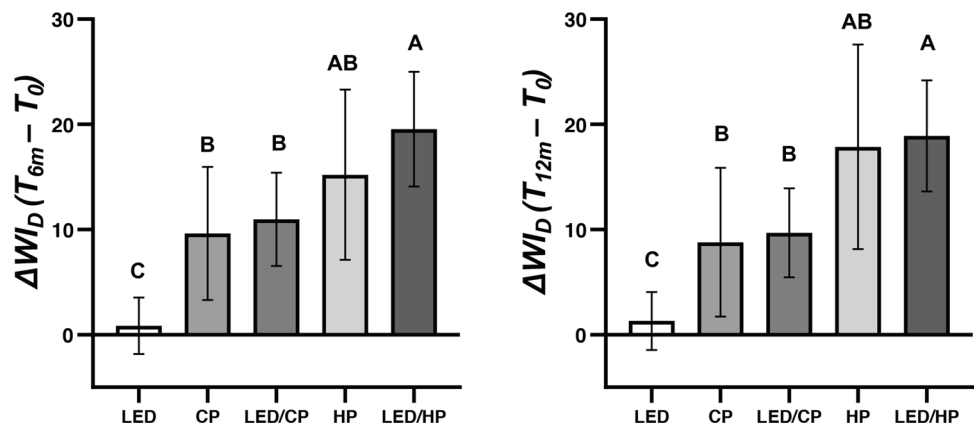 ΔWI_D (T_6m – T_0)
30
20
10
0
C
B
B
AB
A
LED
CP
LED/CP
HP
LED/HP
ΔWI_D (T_12m – T_0)
30
20
10
0
C
B
B
AB
A
LED
CP
LED/CP
HP
LED/HP